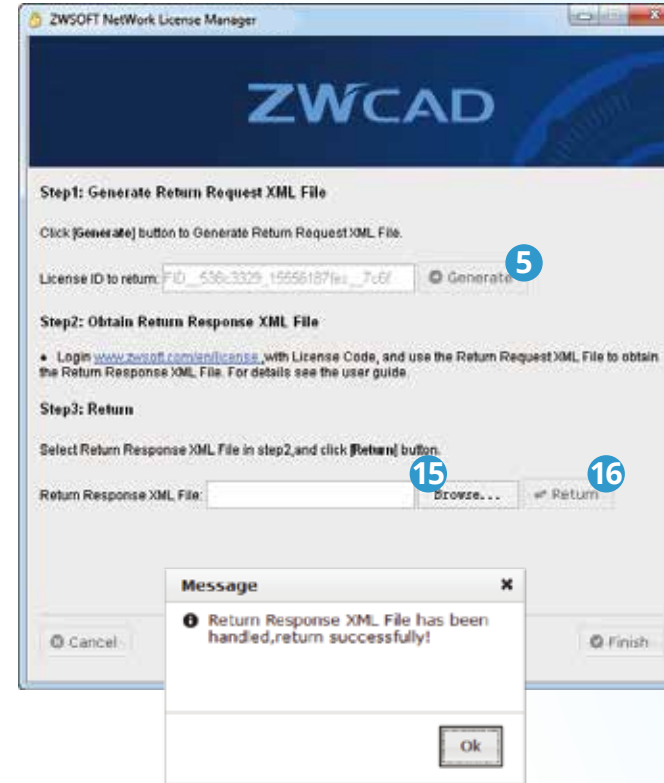 ZWSOFT NetWork License Manager
ZWCAD
Step1: Generate Return Request XML File
Click [Generate] button to Generate Return Request XML File.
License ID to return: Generate 5
Step2: Obtain Return Response XML File
• Login www.zwsoft.com/en/license ,with License Code, and use the Return Request XML File to obtain
the Return Response XML File. For details see the user guide.
Step3: Return
Select Return Response XML File in step2,and click [Return] button.
15 16
Return Response XML File: Browse... Return
Message
Return Response XML File has been
handled,return successfully!
Cancel Finish
Ok